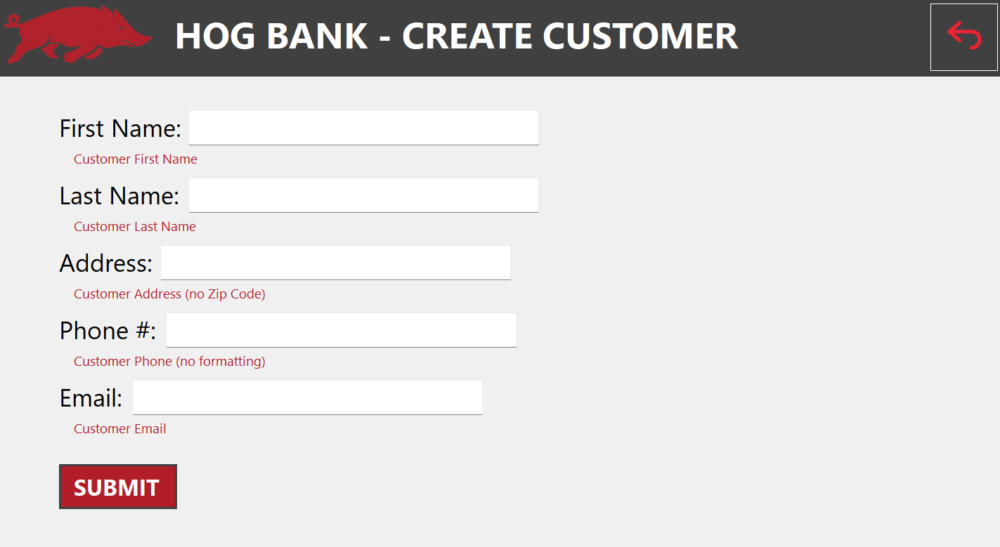 HOG BANK - CREATE CUSTOMER
First Name:
Customer First Name
Last Name:
Customer Last Name
Address:
Customer Address (no Zip Code)
Phone #:
Customer Phone (no formatting)
Email:
Customer Email
SUBMIT